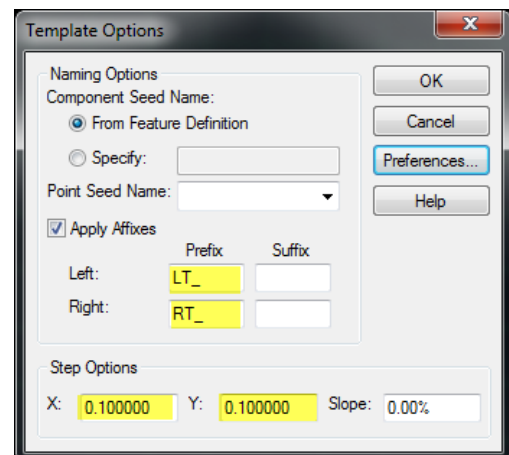 Template Options
Naming Options
Component Seed Name:
From Feature Definition
Specify:
Point Seed Name:
Apply Affixes
Prefix Suffix
Left: LT_
Right: RT_
Step Options
X: 0.100000 Y: 0.100000 Slope: 0.00%
OK
Cancel
Preferences...
Help